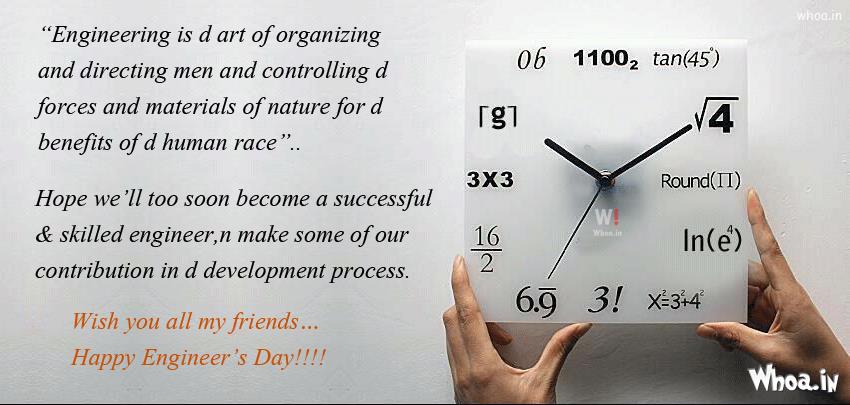 whoa.in
“Engineering is d art of organizing
and directing men and controlling d
forces and materials of nature for d
benefits of d human race”..
Hope we’ll too soon become a successful
& skilled engineer,n make some of our
contribution in d development process.
Wish you all my friends…
Happy Engineer’s Day!!!!
0б 1100₂ tan(45°)
⌈g⌉ √4
3X3 Round(Π)
W!
Whoa.in
16/2 ln(e⁴)
6.9̅ 3! X²=3²+4²
Whoa.in